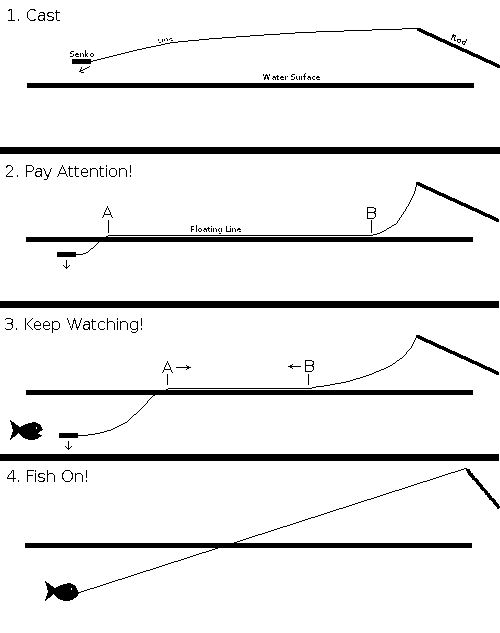 1. Cast
Line
Rod
Senko
Water Surface
2. Pay Attention!
A
B
Floating Line
3. Keep Watching!
A
B
4. Fish On!